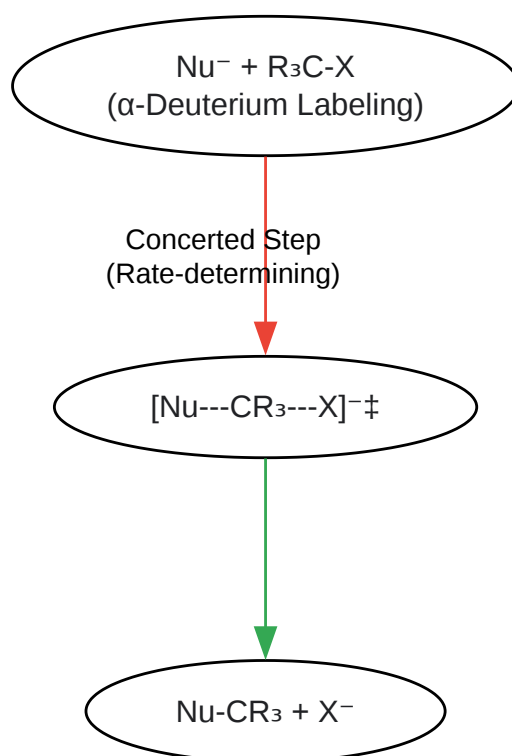 Nu⁻ + R₃C-X
(α-Deuterium Labeling)
Concerted Step
(Rate-determining)
[Nu---CR₃---X]⁻‡
Nu-CR₃ + X⁻